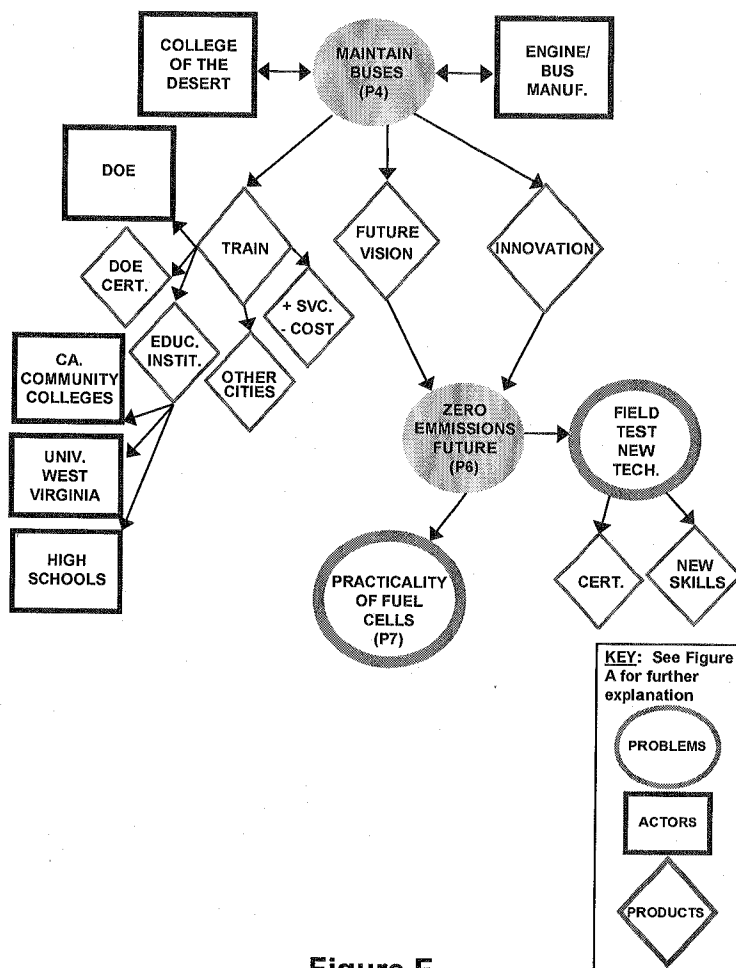 COLLEGE
OF THE
DESERT
MAINTAIN
BUSES
(P4)
ENGINE/
BUS
MANUF.
DOE
TRAIN
FUTURE
VISION
INNOVATION
DOE
CERT.
+ SVC.
- COST
EDUC.
INSTIT.
OTHER
CITIES
CA.
COMMUNITY
COLLEGES
UNIV.
WEST
VIRGINIA
HIGH
SCHOOLS
ZERO
EMMISSIONS
FUTURE
(P6)
FIELD
TEST
NEW
TECH.
PRACTICALITY
OF FUEL
CELLS
(P7)
CERT.
NEW
SKILLS
KEY: See Figure
A for further
explanation
PROBLEMS
ACTORS
PRODUCTS
Figure